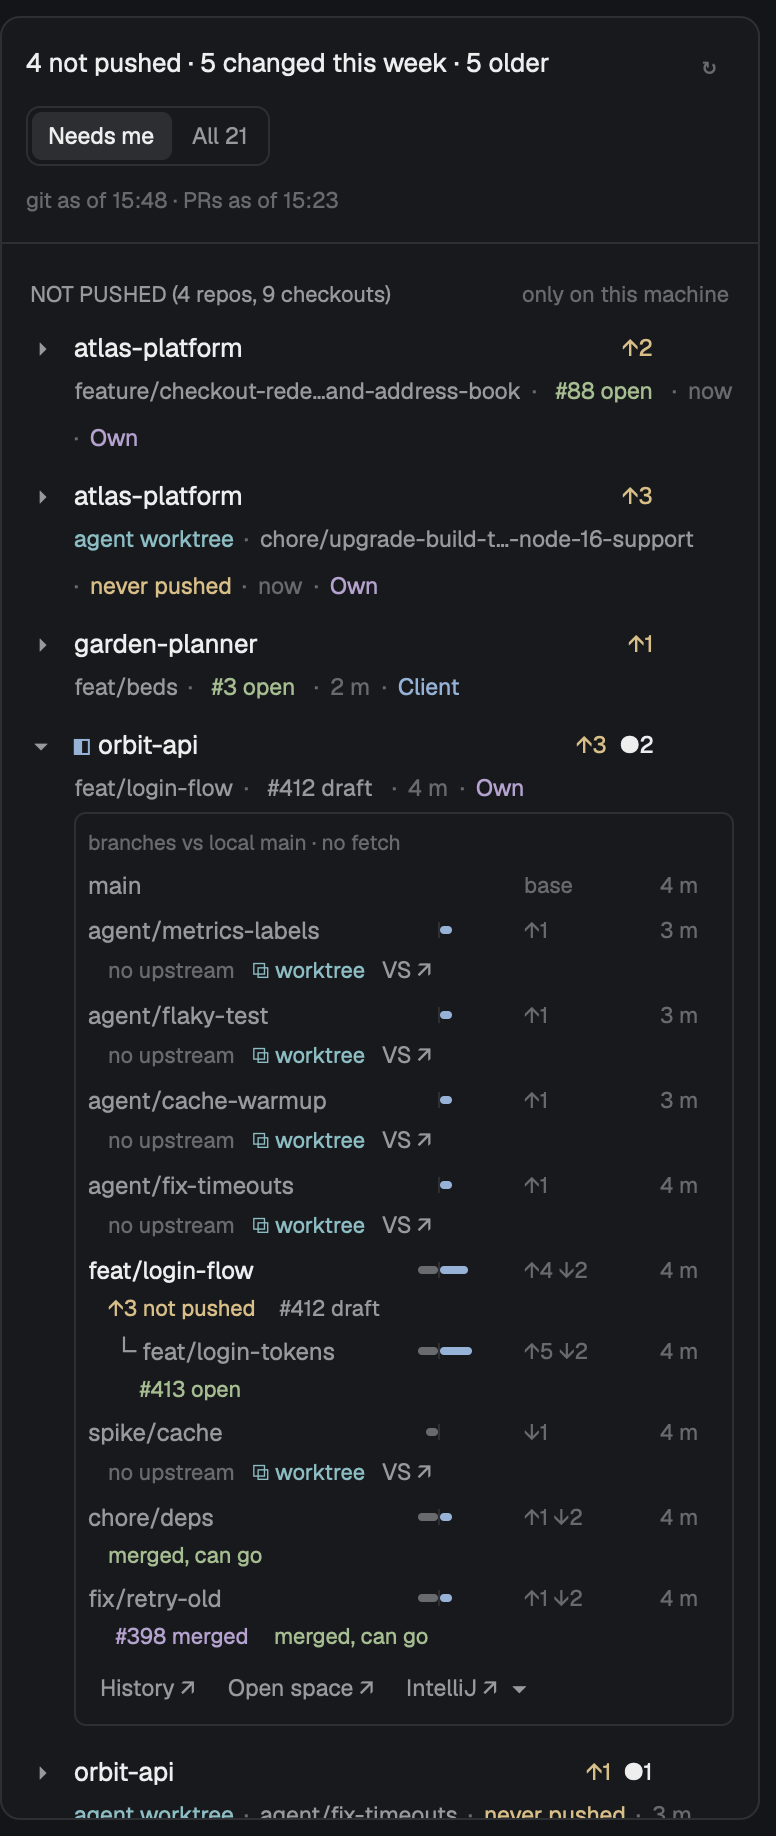 4 not pushed · 5 changed this week · 5 older ↻
Needs me All 21
git as of 15:48 · PRs as of 15:23
NOT PUSHED (4 repos, 9 checkouts) only on this machine
atlas-platform ↑2
feature/checkout-rede...and-address-book · #88 open · now
· Own
atlas-platform ↑3
agent worktree · chore/upgrade-build-t...-node-16-support
· never pushed · now · Own
garden-planner ↑1
feat/beds · #3 open · 2 m · Client
orbit-api ↑3 ●2
feat/login-flow · #412 draft · 4 m · Own
branches vs local main · no fetch
main base 4 m
agent/metrics-labels ↑1 3 m
no upstream worktree VS ↗
agent/flaky-test ↑1 3 m
no upstream worktree VS ↗
agent/cache-warmup ↑1 3 m
no upstream worktree VS ↗
agent/fix-timeouts ↑1 4 m
no upstream worktree VS ↗
feat/login-flow ↑4 ↓2 4 m
↑3 not pushed #412 draft
└ feat/login-tokens ↑5 ↓2 4 m
#413 open
spike/cache ↓1 4 m
no upstream worktree VS ↗
chore/deps ↑1 ↓2 4 m
merged, can go
fix/retry-old ↑1 ↓2 4 m
#398 merged merged, can go
History ↗ Open space ↗ IntelliJ ↗
orbit-api ↑1 ●1
agent worktree · agent/fix-timeouts · never pushed · 3 m